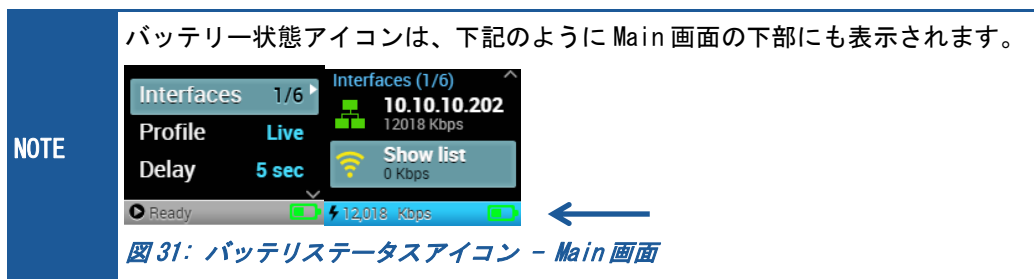 バッテリー状態アイコンは、下記のように Main 画面の下部にも表示されます。
NOTE
Interfaces 1/6
Profile Live
Delay 5 sec
Ready
Interfaces (1/6)
10.10.10.202
12018 Kbps
Show list
0 Kbps
12,018 Kbps
図 31: バッテリステータスアイコン – Main 画面